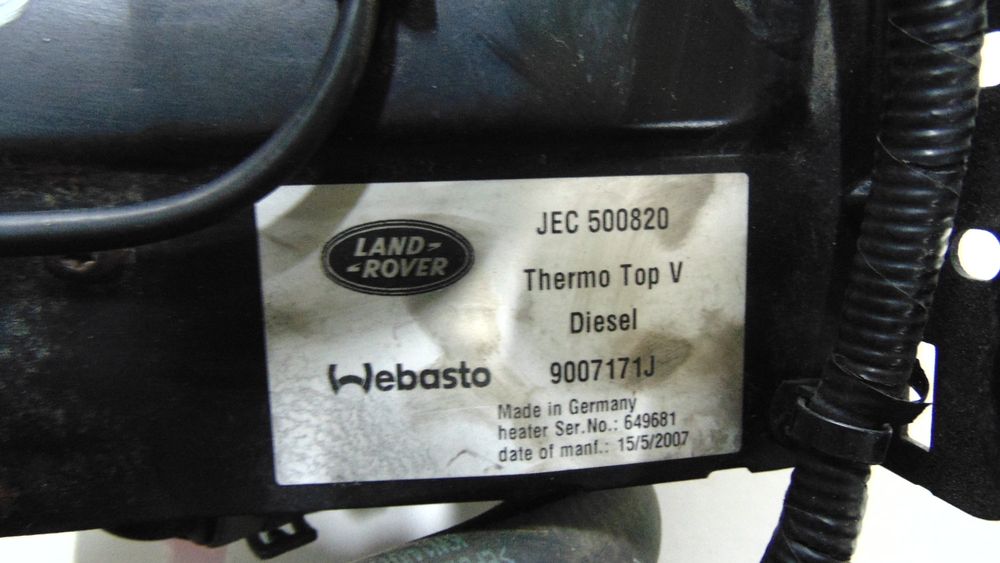 LAND-
-ROVER
JEC 500820
Thermo Top V
Diesel
Webasto
9007171J
Made in Germany
heater Ser.No.: 649681
date of manf.: 15/5/2007